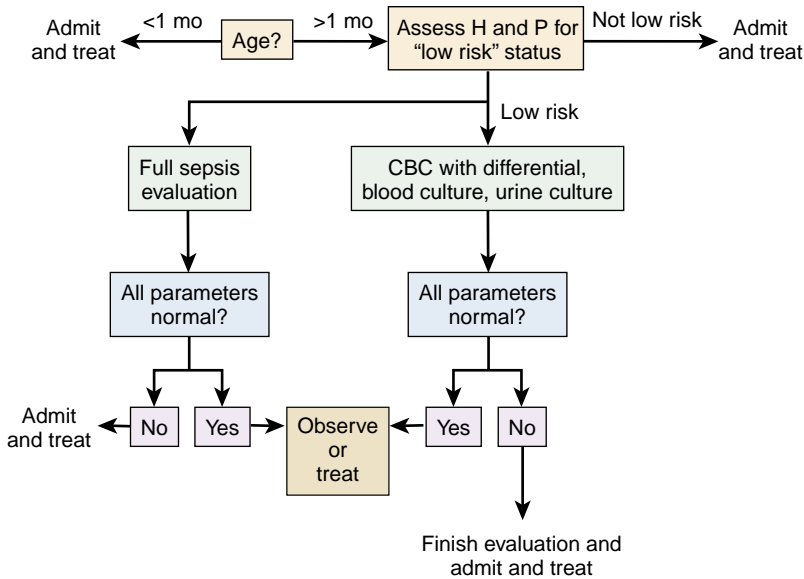 Admit
and treat
<1 mo
Age?
>1 mo
Assess H and P for
“low risk” status
Not low risk
Admit
and treat
Low risk
Full sepsis
evaluation
CBC with differential,
blood culture, urine culture
All parameters
normal?
All parameters
normal?
Admit
and treat
No
Yes
Observe
or
treat
Yes
No
Finish evaluation and
admit and treat